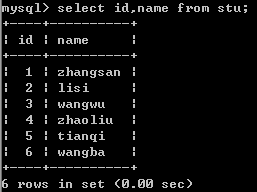 mysql> select id,name from stu;
+----+----------+
| id | name     |
+----+----------+
|  1 | zhangsan |
|  2 | lisi     |
|  3 | wangwu   |
|  4 | zhaoliu  |
|  5 | tianqi   |
|  6 | wangba   |
+----+----------+
6 rows in set (0.00 sec)